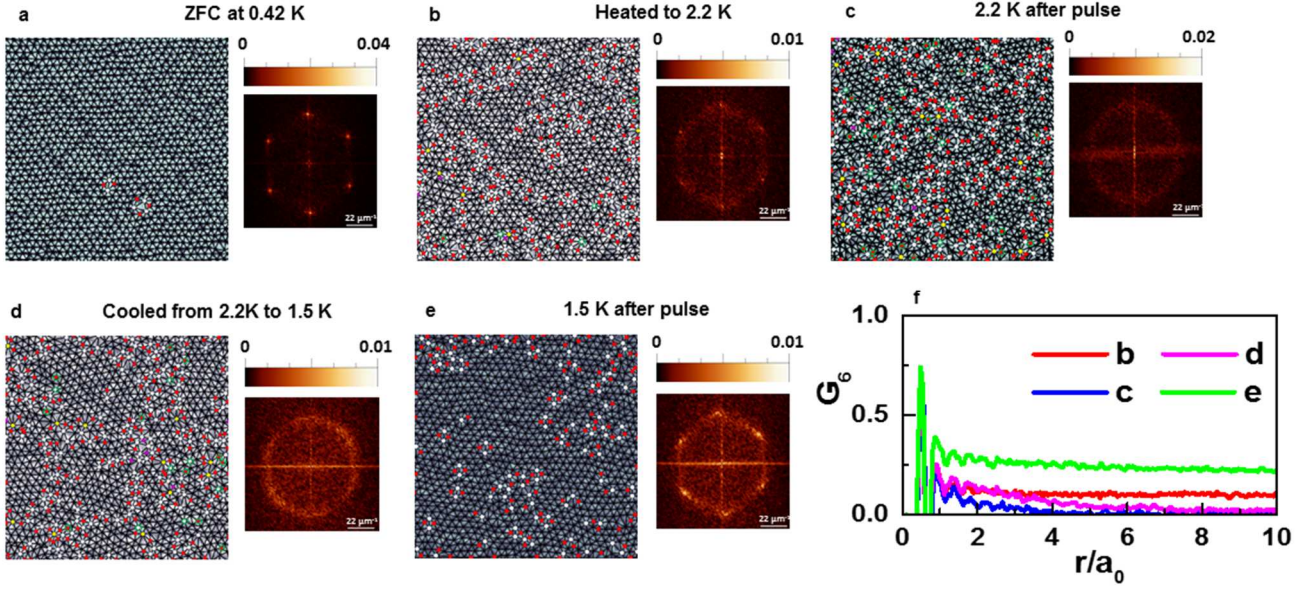 a ZFC at 0.42 K
0 0.04
22 µm⁻¹
b Heated to 2.2 K
0 0.01
22 µm⁻¹
c 2.2 K after pulse
0 0.02
22 µm⁻¹
d Cooled from 2.2K to 1.5 K
0 0.01
22 µm⁻¹
e 1.5 K after pulse
0 0.01
22 µm⁻¹
f
1.0
0.5
0.0
G₆
b d
c e
0 2 4 6 8 10
r/a₀